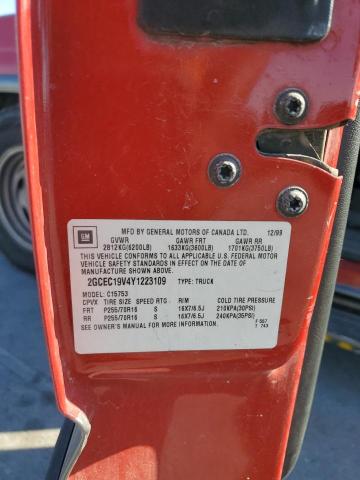 GM
MFD BY GENERAL MOTORS OF CANADA LTD. 12/99
GVWR GAWR FRT GAWR RR
2812KG(6200LB) 1633KG(3600LB) 1701KG(3750LB)
THIS VEHICLE CONFORMS TO ALL APPLICABLE U.S. FEDERAL MOTOR
VEHICLE SAFETY STANDARDS IN EFFECT ON THE DATE OF
MANUFACTURE SHOWN ABOVE.
2GCEC19V4Y1223109 TYPE: TRUCK
MODEL: C15753
CPVX TIRE SIZE SPEED RTG RIM COLD TIRE PRESSURE
FRT P255/70R16 S 16X7/6.5J 210KPA(30PSI)
RR P255/70R16 S 16X7/6.5J 240KPA(35PSI)
SEE OWNER'S MANUAL FOR MORE INFORMATION.
F 567
T 743